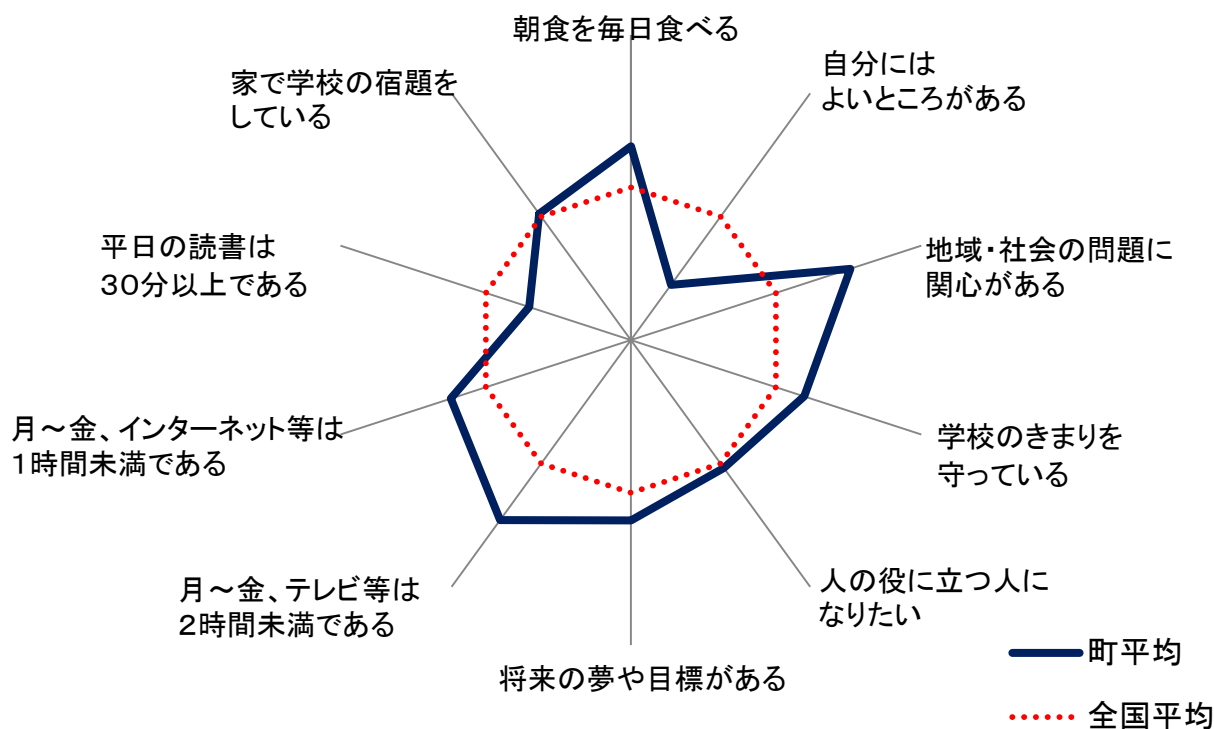 朝食を毎日食べる
自分には
よいところがある
地域・社会の問題に
関心がある
学校のきまりを
守っている
人の役に立つ人に
なりたい
将来の夢や目標がある
月～金、テレビ等は
２時間未満である
月～金、インターネット等は
１時間未満である
平日の読書は
３０分以上である
家で学校の宿題を
している
町平均
全国平均